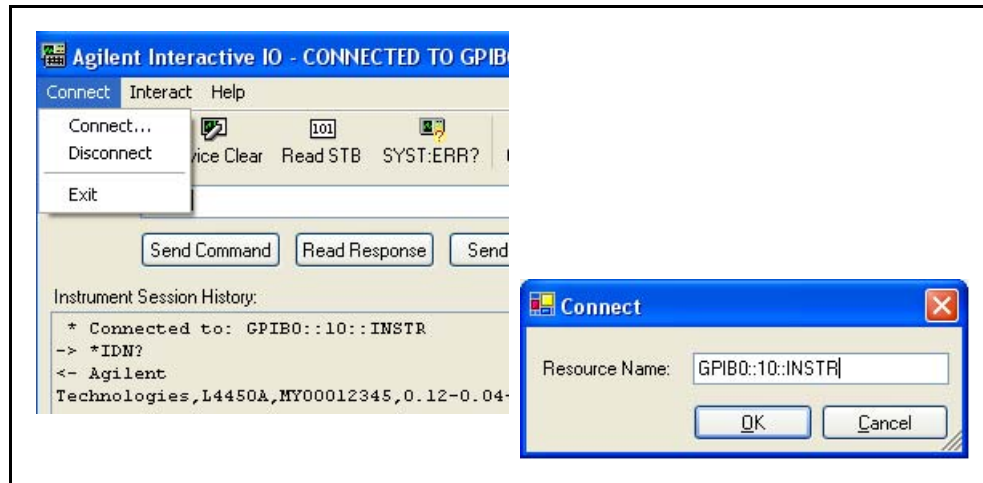 Agilent Interactive IO - CONNECTED TO GPIB
Connect Interact Help
Connect...
Disconnect
Exit
Clear Read STB SYST:ERR?
Send Command Read Response Send
Instrument Session History:
* Connected to: GPIB0::10::INSTR
-> *IDN?
<- Agilent
Technologies,L4450A,MY00012345,0.12-0.04-
Connect
Resource Name: GPIB0::10::INSTR
OK Cancel